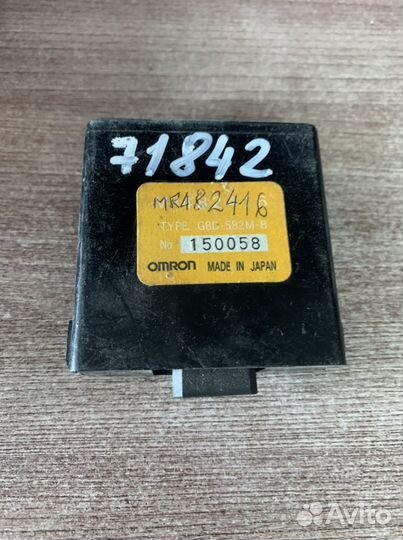 71842
MR482416
TYPE G8D-582M-B
No 150058
OMRON MADE IN JAPAN
Avito